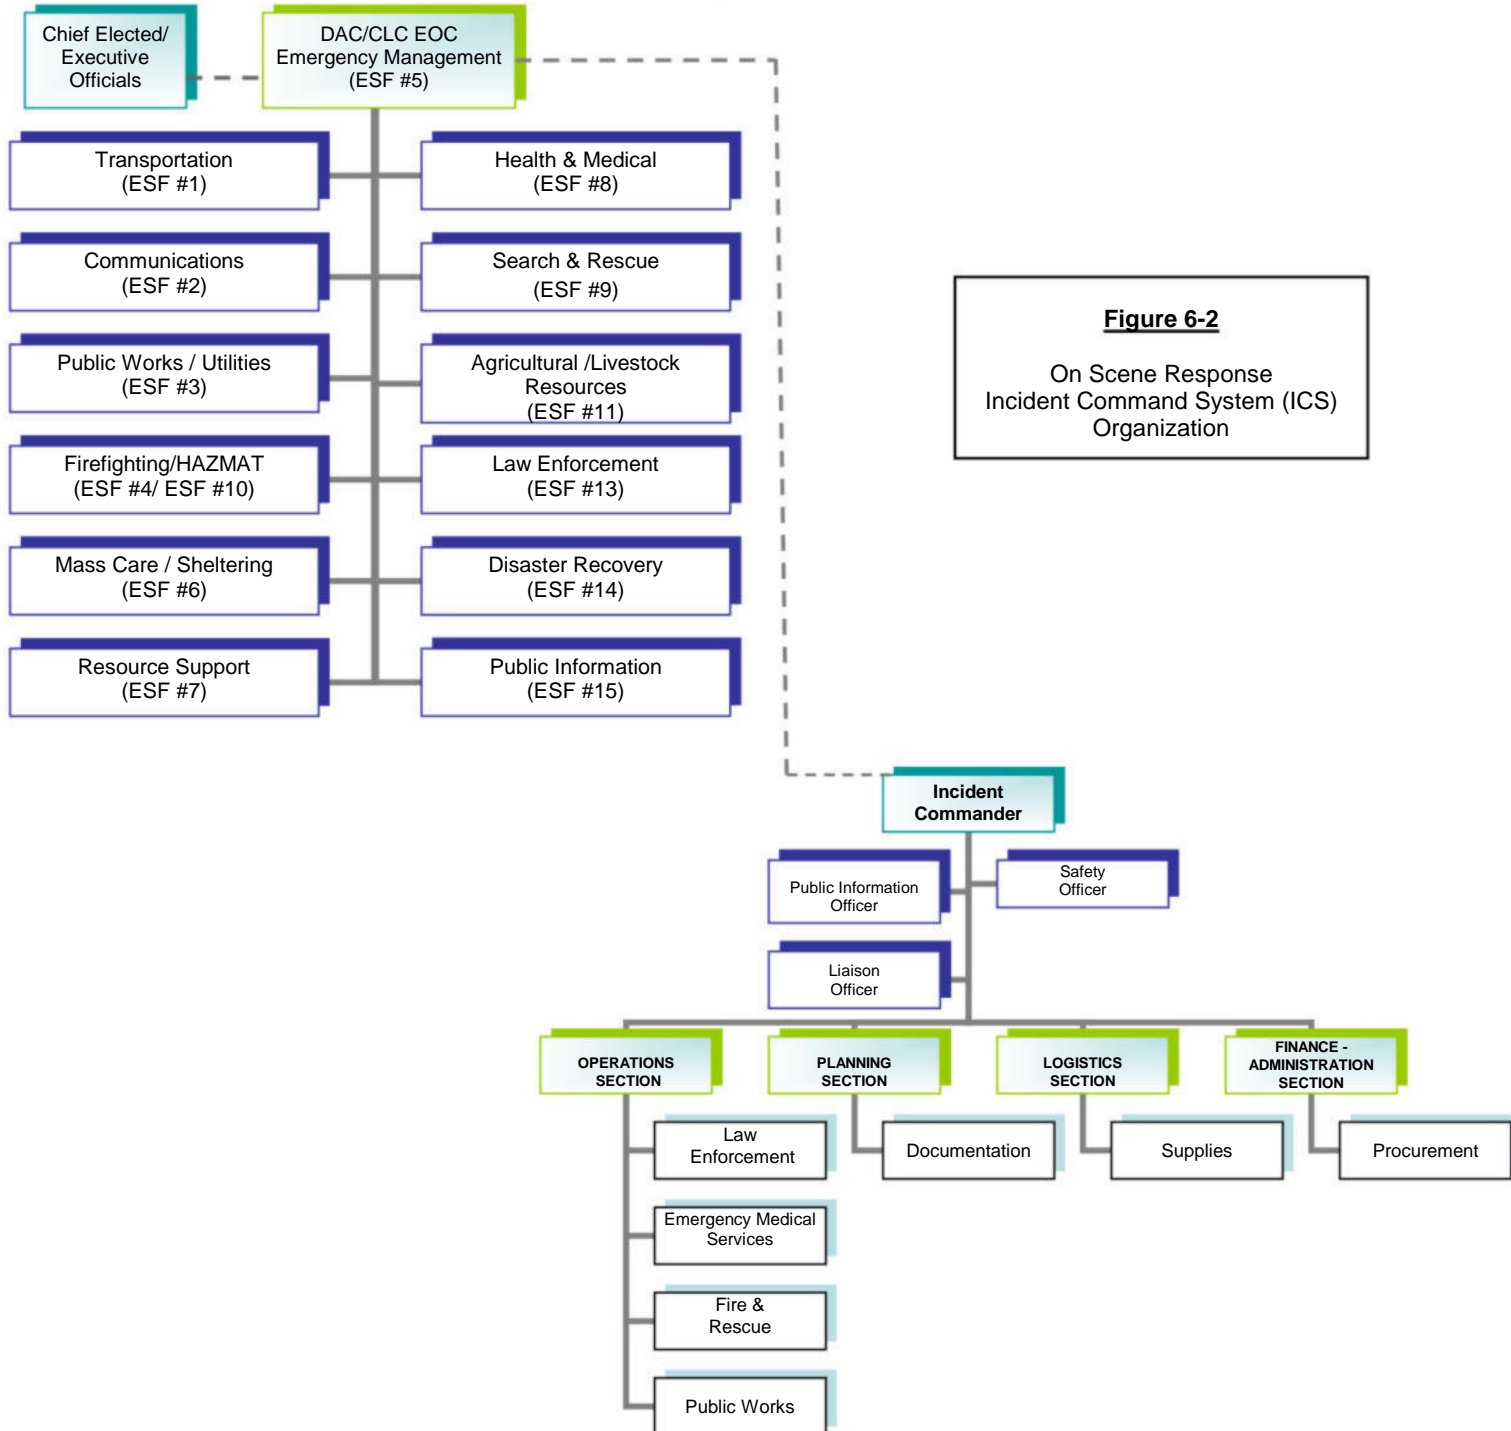 Chief Elected/
Executive
Officials
DAC/CLC EOC
Emergency Management
(ESF #5)
Transportation
(ESF #1)
Health & Medical
(ESF #8)
Communications
(ESF #2)
Search & Rescue
(ESF #9)
Public Works / Utilities
(ESF #3)
Agricultural /Livestock
Resources
(ESF #11)
Firefighting/HAZMAT
(ESF #4/ ESF #10)
Law Enforcement
(ESF #13)
Mass Care / Sheltering
(ESF #6)
Disaster Recovery
(ESF #14)
Resource Support
(ESF #7)
Public Information
(ESF #15)
Figure 6-2
On Scene Response
Incident Command System (ICS)
Organization
Incident
Commander
Public Information
Officer
Safety
Officer
Liaison
Officer
OPERATIONS
SECTION
PLANNING
SECTION
LOGISTICS
SECTION
FINANCE -
ADMINISTRATION
SECTION
Law
Enforcement
Documentation
Supplies
Procurement
Emergency Medical
Services
Fire &
Rescue
Public Works